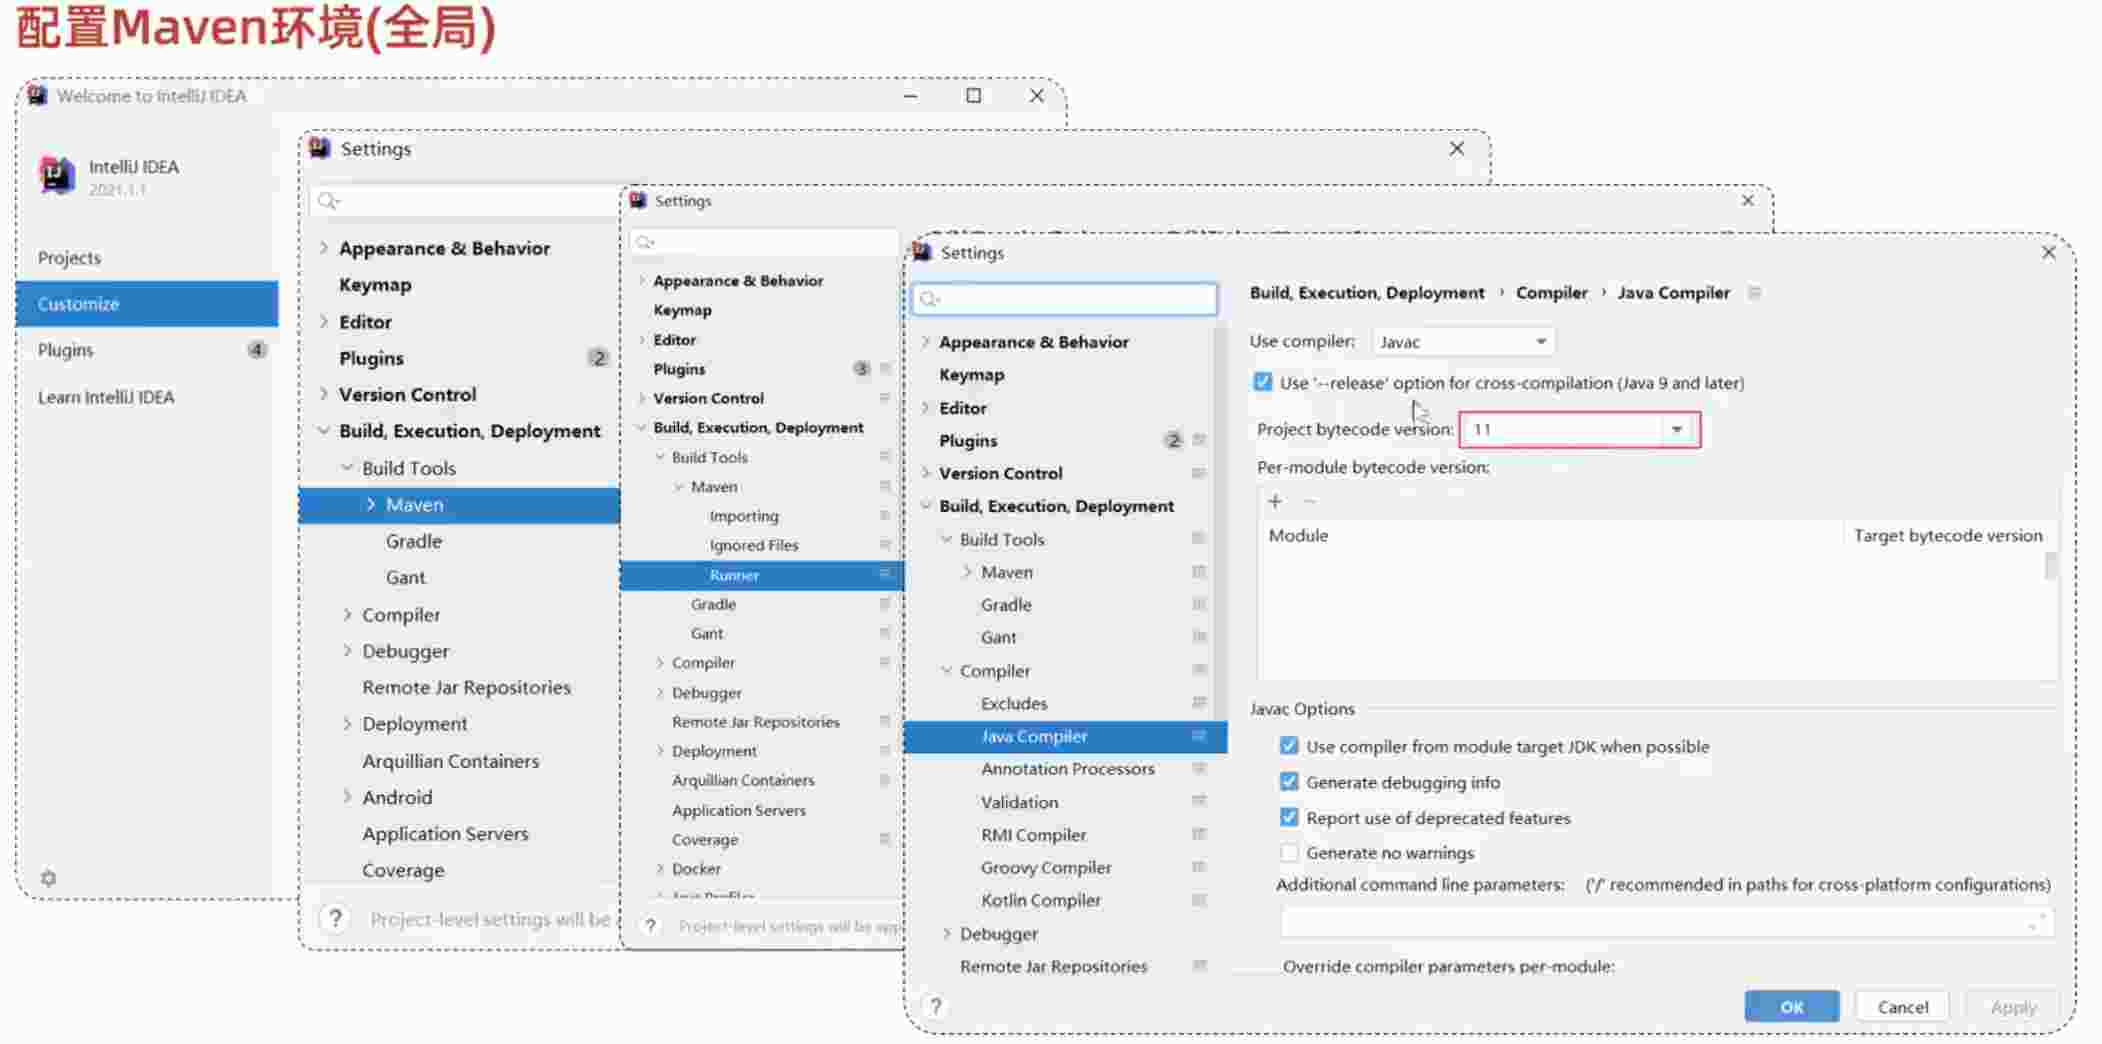 配置Maven环境(全局)
Welcome to IntelliJ IDEA
IntelliJ IDEA
2021.1.1
Projects
Customize
Plugins 4
Learn IntelliJ IDEA
Settings
Appearance & Behavior
Keymap
Editor
Plugins 2
Version Control
Build, Execution, Deployment
Build Tools
Maven
Gradle
Gant
Compiler
Debugger
Remote Jar Repositories
Deployment
Arquillian Containers
Android
Application Servers
Coverage
? Project-level settings will be
Settings
Appearance & Behavior
Keymap
Editor
Plugins 3
Version Control
Build, Execution, Deployment
Build Tools
Maven
Importing
Ignored Files
Runner
Gradle
Gant
Compiler
Debugger
Remote Jar Repositories
Deployment
Arquillian Containers
Application Servers
Coverage
Docker
? Project-level settings will be app
Settings
Appearance & Behavior
Keymap
Editor
Plugins 2
Version Control
Build, Execution, Deployment
Build Tools
Maven
Gradle
Gant
Compiler
Excludes
Java Compiler
Annotation Processors
Validation
RMI Compiler
Groovy Compiler
Kotlin Compiler
Debugger
Remote Jar Repositories
?
Build, Execution, Deployment › Compiler › Java Compiler
Use compiler: Javac
Use '--release' option for cross-compilation (Java 9 and later)
Project bytecode version: 11
Per-module bytecode version:
+ −
Module Target bytecode version
Javac Options
Use compiler from module target JDK when possible
Generate debugging info
Report use of deprecated features
Generate no warnings
Additional command line parameters: ('/' recommended in paths for cross-platform configurations)
Override compiler parameters per-module:
OK Cancel Apply